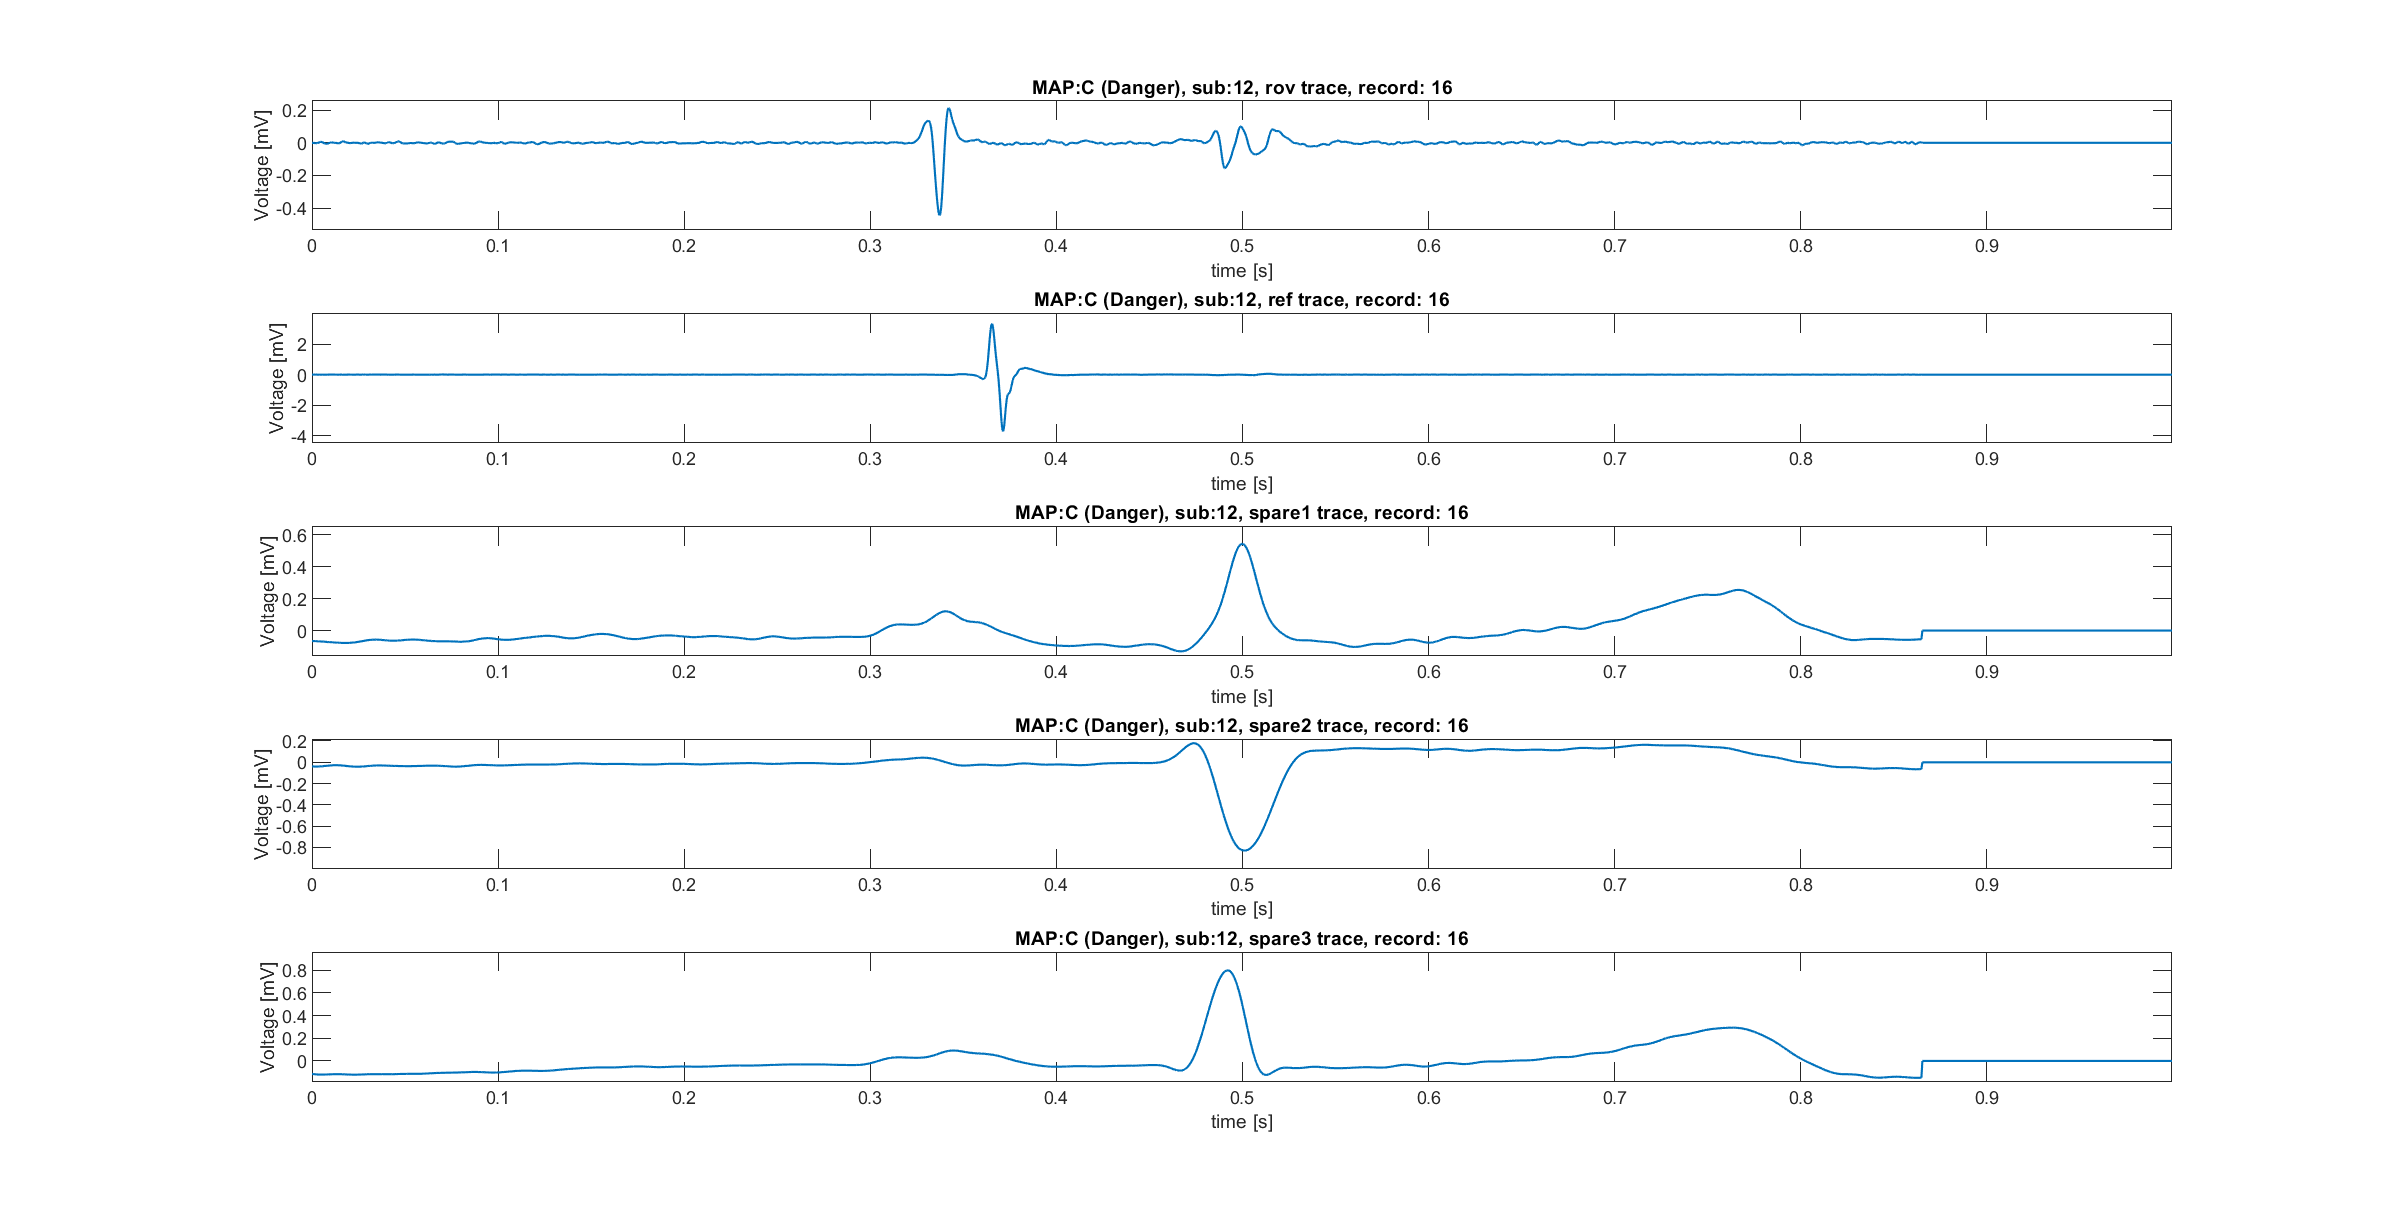 MAP:C (Danger), sub:12, rov trace, record: 16
Voltage [mV]
0.2
0
-0.2
-0.4
0 0.1 0.2 0.3 0.4 0.5 0.6 0.7 0.8 0.9
time [s]
MAP:C (Danger), sub:12, ref trace, record: 16
Voltage [mV]
2
0
-2
-4
0 0.1 0.2 0.3 0.4 0.5 0.6 0.7 0.8 0.9
time [s]
MAP:C (Danger), sub:12, spare1 trace, record: 16
Voltage [mV]
0.6
0.4
0.2
0
0 0.1 0.2 0.3 0.4 0.5 0.6 0.7 0.8 0.9
time [s]
MAP:C (Danger), sub:12, spare2 trace, record: 16
Voltage [mV]
0.2
0
-0.2
-0.4
-0.6
-0.8
0 0.1 0.2 0.3 0.4 0.5 0.6 0.7 0.8 0.9
time [s]
MAP:C (Danger), sub:12, spare3 trace, record: 16
Voltage [mV]
0.8
0.6
0.4
0.2
0
0 0.1 0.2 0.3 0.4 0.5 0.6 0.7 0.8 0.9
time [s]